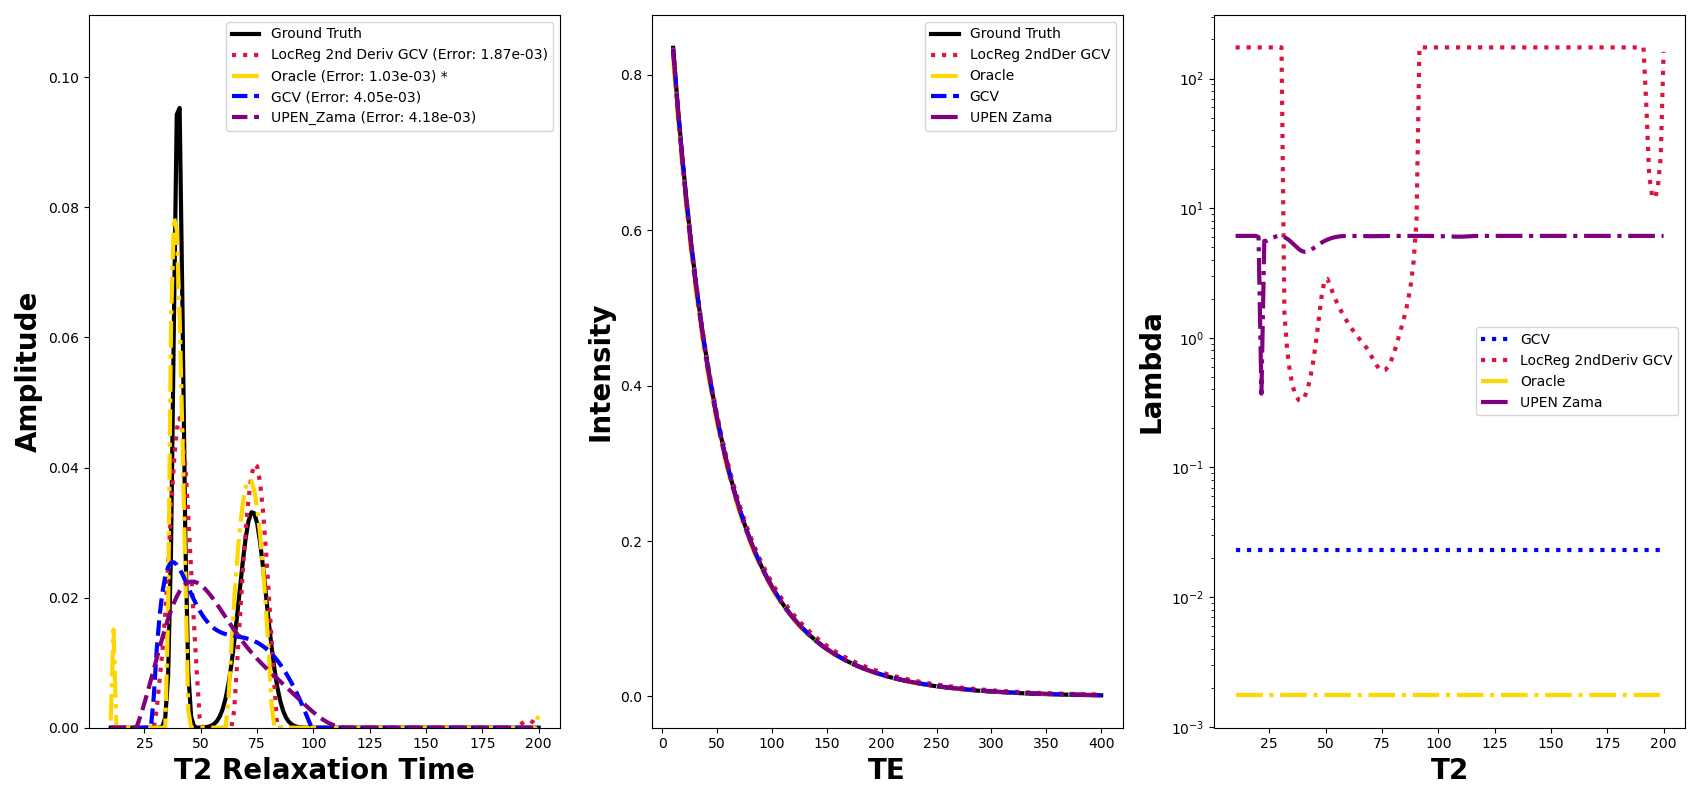 Amplitude
0.10
0.08
0.06
0.04
0.02
0.00
25 50 75 100 125 150 175 200
T2 Relaxation Time
Ground Truth
LocReg 2nd Deriv GCV (Error: 1.87e-03)
Oracle (Error: 1.03e-03) *
GCV (Error: 4.05e-03)
UPEN_Zama (Error: 4.18e-03)
Intensity
0.8
0.6
0.4
0.2
0.0
0 50 100 150 200 250 300 350 400
TE
Ground Truth
LocReg 2ndDer GCV
Oracle
GCV
UPEN Zama
Lambda
10²
10¹
10⁰
10⁻¹
10⁻²
10⁻³
25 50 75 100 125 150 175 200
T2
GCV
LocReg 2ndDeriv GCV
Oracle
UPEN Zama